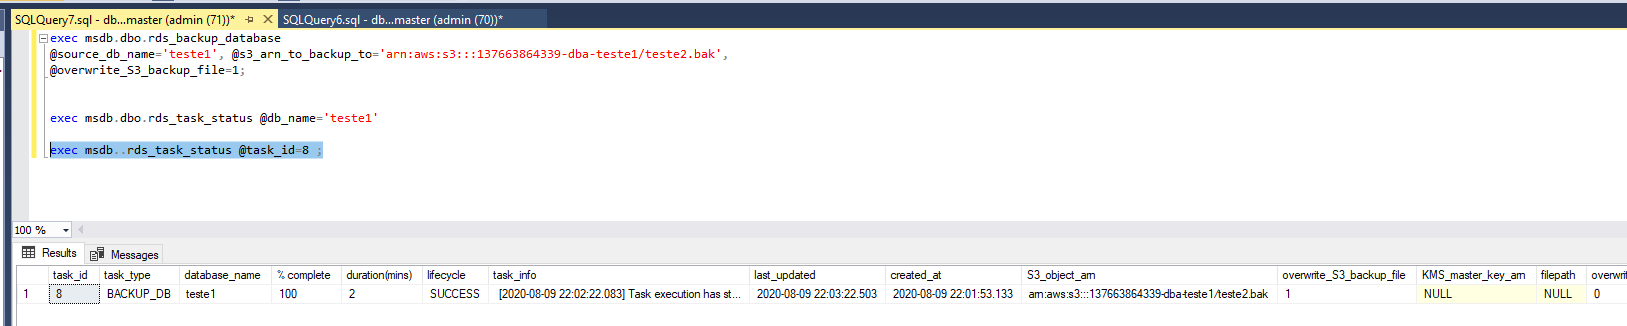 SQLQuery7.sql - db...master (admin (71))* SQLQuery6.sql - db...master (admin (70))*
exec msdb.dbo.rds_backup_database
@source_db_name='teste1', @s3_arn_to_backup_to='arn:aws:s3:::137663864339-dba-teste1/teste2.bak',
@overwrite_S3_backup_file=1;
exec msdb.dbo.rds_task_status @db_name='teste1'
exec msdb..rds_task_status @task_id=8 ;
100 %
Results Messages
task_id task_type database_name % complete duration(mins) lifecycle task_info last_updated created_at S3_object_arn overwrite_S3_backup_file KMS_master_key_arn filepath overwrit
1 8 BACKUP_DB teste1 100 2 SUCCESS [2020-08-09 22:02:22.083] Task execution has st... 2020-08-09 22:03:22.503 2020-08-09 22:01:53.133 arn:aws:s3:::137663864339-dba-teste1/teste2.bak 1 NULL NULL 0